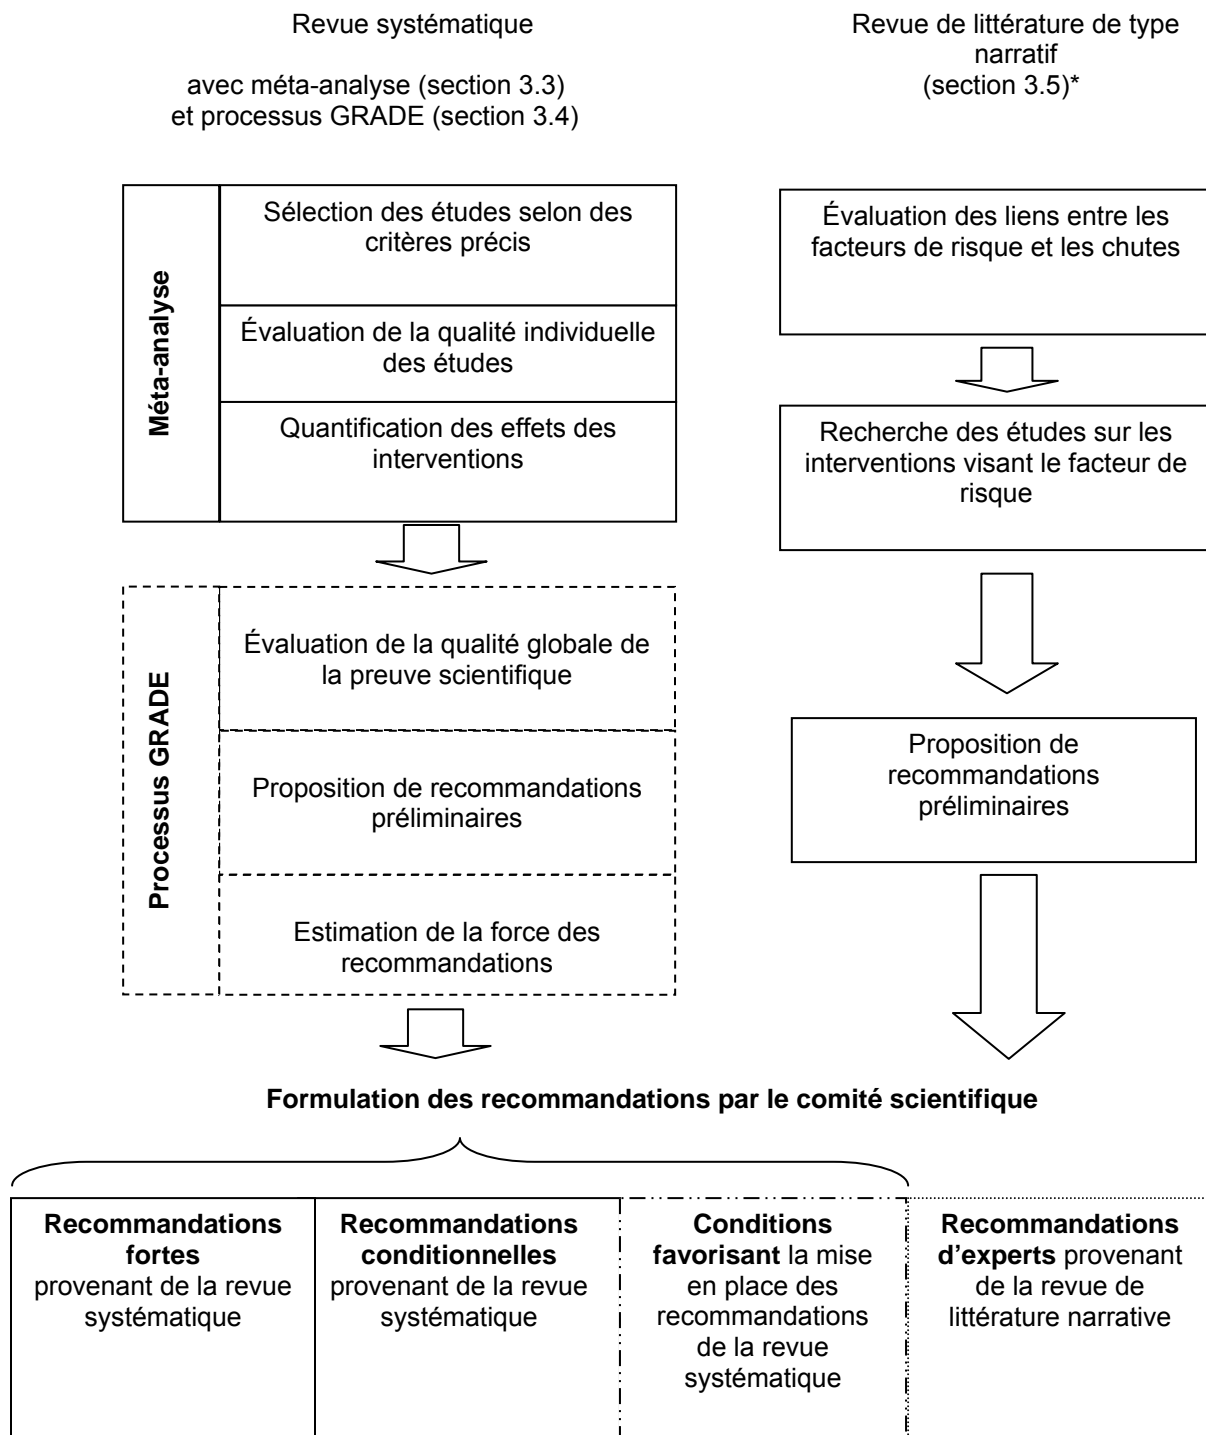 Revue systématique
avec méta-analyse (section 3.3)
et processus GRADE (section 3.4)
Revue de littérature de type
narratif
(section 3.5)*
Méta-analyse
Sélection des études selon des
critères précis
Évaluation de la qualité individuelle
des études
Quantification des effets des
interventions
Processus GRADE
Évaluation de la qualité globale de
la preuve scientifique
Proposition de recommandations
préliminaires
Estimation de la force des
recommandations
Évaluation des liens entre les
facteurs de risque et les chutes
Recherche des études sur les
interventions visant le facteur de
risque
Proposition de
recommandations
préliminaires
Formulation des recommandations par le comité scientifique
Recommandations
fortes
provenant de la revue
systématique
Recommandations
conditionnelles
provenant de la revue
systématique
Conditions
favorisant la mise
en place des
recommandations
de la revue
systématique
Recommandations
d'experts provenant
de la revue de
littérature narrative